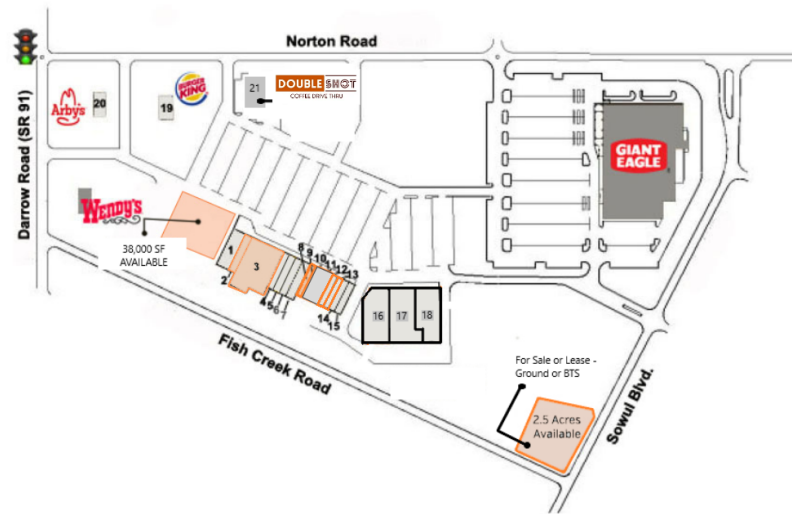 Norton Road
Darrow Road (SR 91)
Arby's
20
19
BURGER
KING
21
DOUBLE SHOT
COFFEE DRIVE THRU
GIANT
EAGLE
WENDY'S
38,000 SF
AVAILABLE
1
2
3
4
5
6
7
8
9
10
11
12
13
14
15
16
17
18
Fish Creek Road
For Sale or Lease -
Ground or BTS
2.5 Acres
Available
Sowul Blvd.